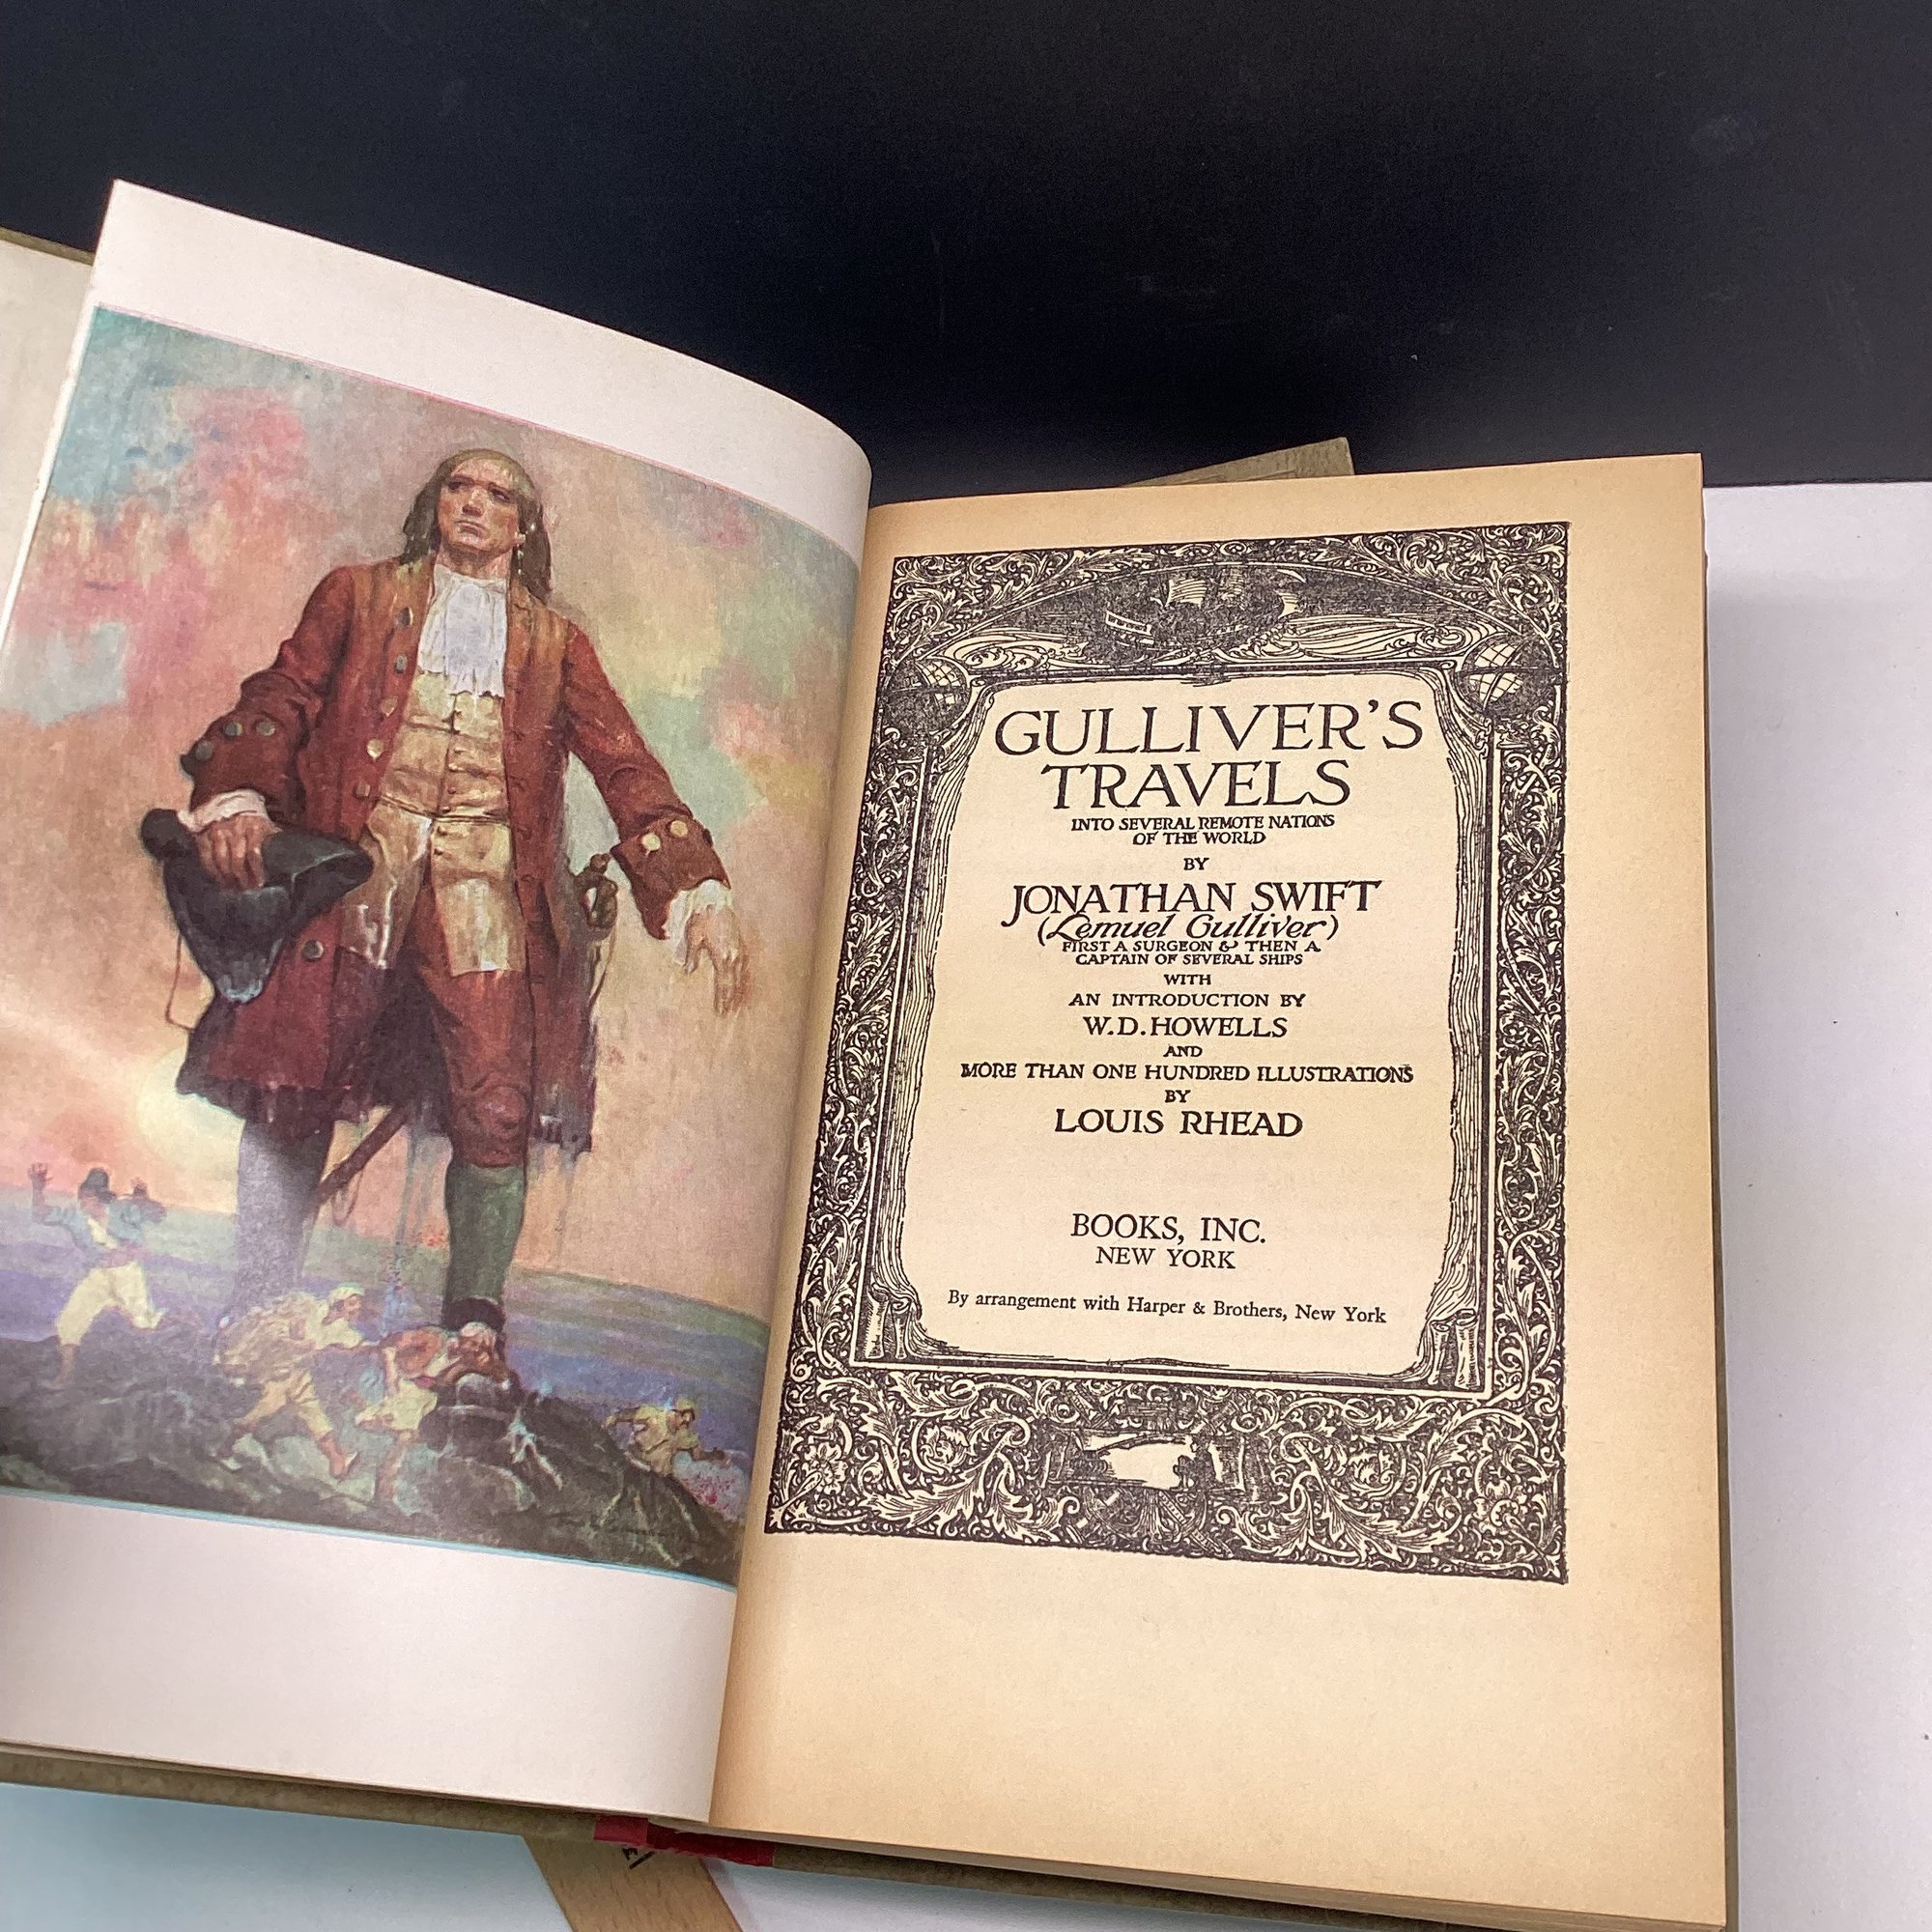 GULLIVER'S
TRAVELS
INTO SEVERAL REMOTE NATIONS
OF THE WORLD
BY
JONATHAN SWIFT
(Lemuel Gulliver)
FIRST A SURGEON & THEN A
CAPTAIN OF SEVERAL SHIPS
WITH
AN INTRODUCTION BY
W.D. HOWELLS
AND
MORE THAN ONE HUNDRED ILLUSTRATIONS
BY
LOUIS RHEAD
BOOKS, INC.
NEW YORK
By arrangement with Harper & Brothers, New York